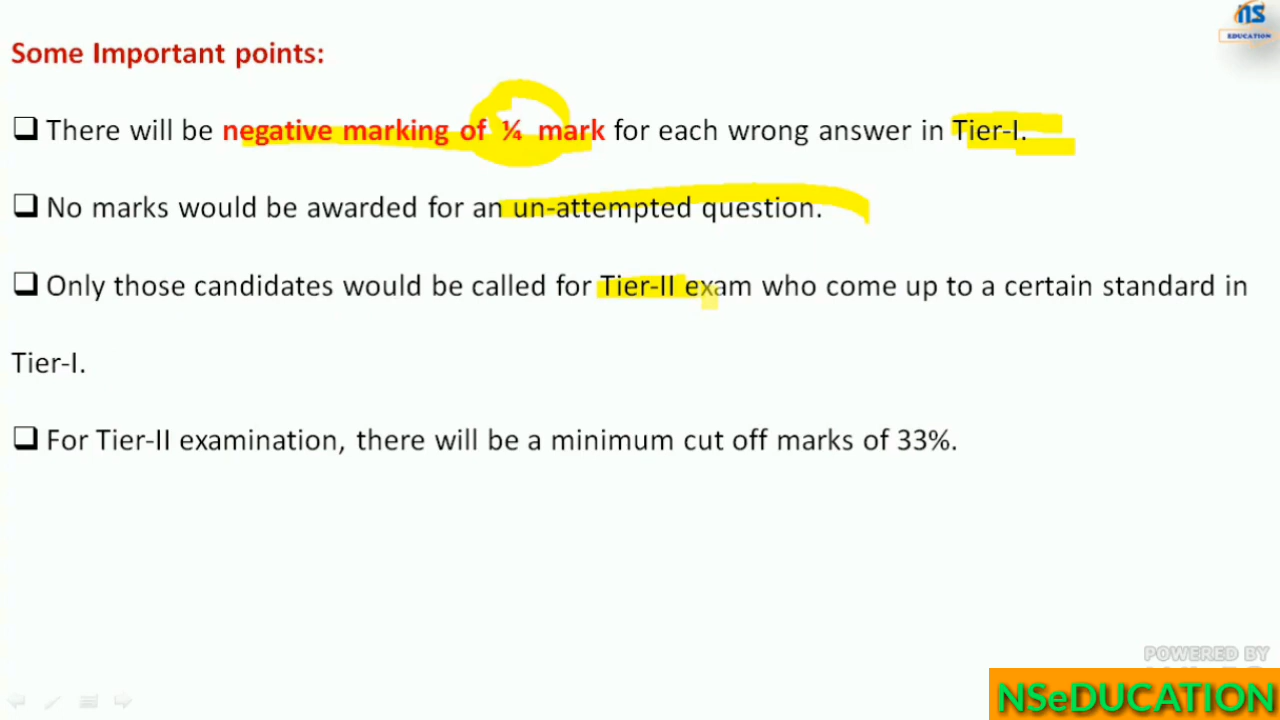 ns
EDUCATION
Some Important points:
❑ There will be negative marking of ¼ mark for each wrong answer in Tier-I.
❑ No marks would be awarded for an un-attempted question.
❑ Only those candidates would be called for Tier-II exam who come up to a certain standard in
Tier-I.
❑ For Tier-II examination, there will be a minimum cut off marks of 33%.
POWERED BY
NSeDUCATION